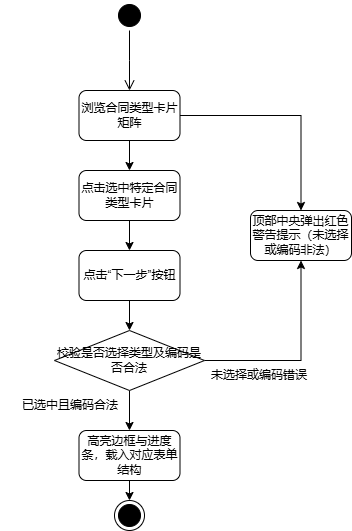 浏览合同类型卡片
矩阵
点击选中特定合同
类型卡片
顶部中央弹出红色
警告提示（未选择
或编码非法）
点击“下一步”按钮
校验是否选择类型及编码是
否合法
未选择或编码错误
已选中且编码合法
高亮边框与进度
条，载入对应表单
结构